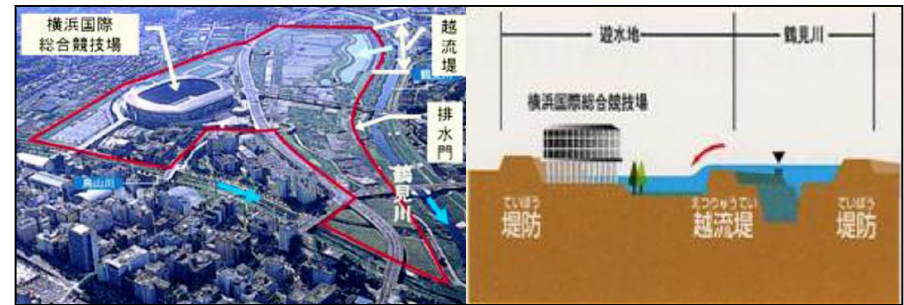 横浜国際
総合競技場
越流堤
排水門
鶴見川
鳥山川
遊水地
鶴見川
横浜国際総合競技場
ていぼう
堤防
えつりゅうてい
越流堤
ていぼう
堤防